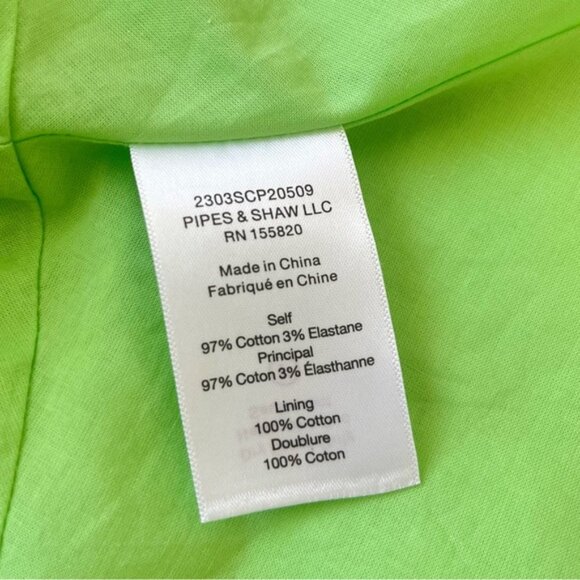 2303SCP20509
PIPES & SHAW LLC
RN 155820
Made in China
Fabriqué en Chine
Self
97% Cotton 3% Elastane
Principal
97% Coton 3% Élasthanne
Lining
100% Cotton
Doublure
100% Coton